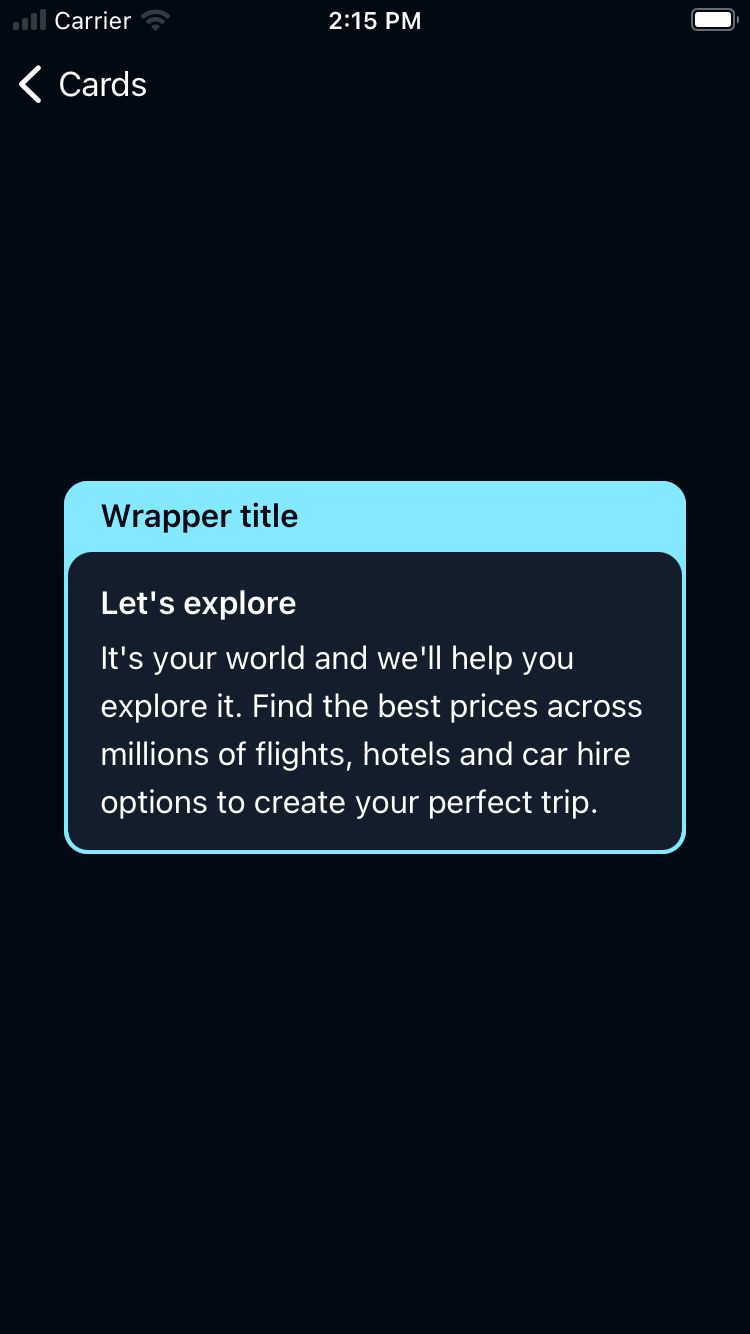 Carrier 2:15 PM
Cards
Wrapper title
Let's explore
It's your world and we'll help you
explore it. Find the best prices across
millions of flights, hotels and car hire
options to create your perfect trip.